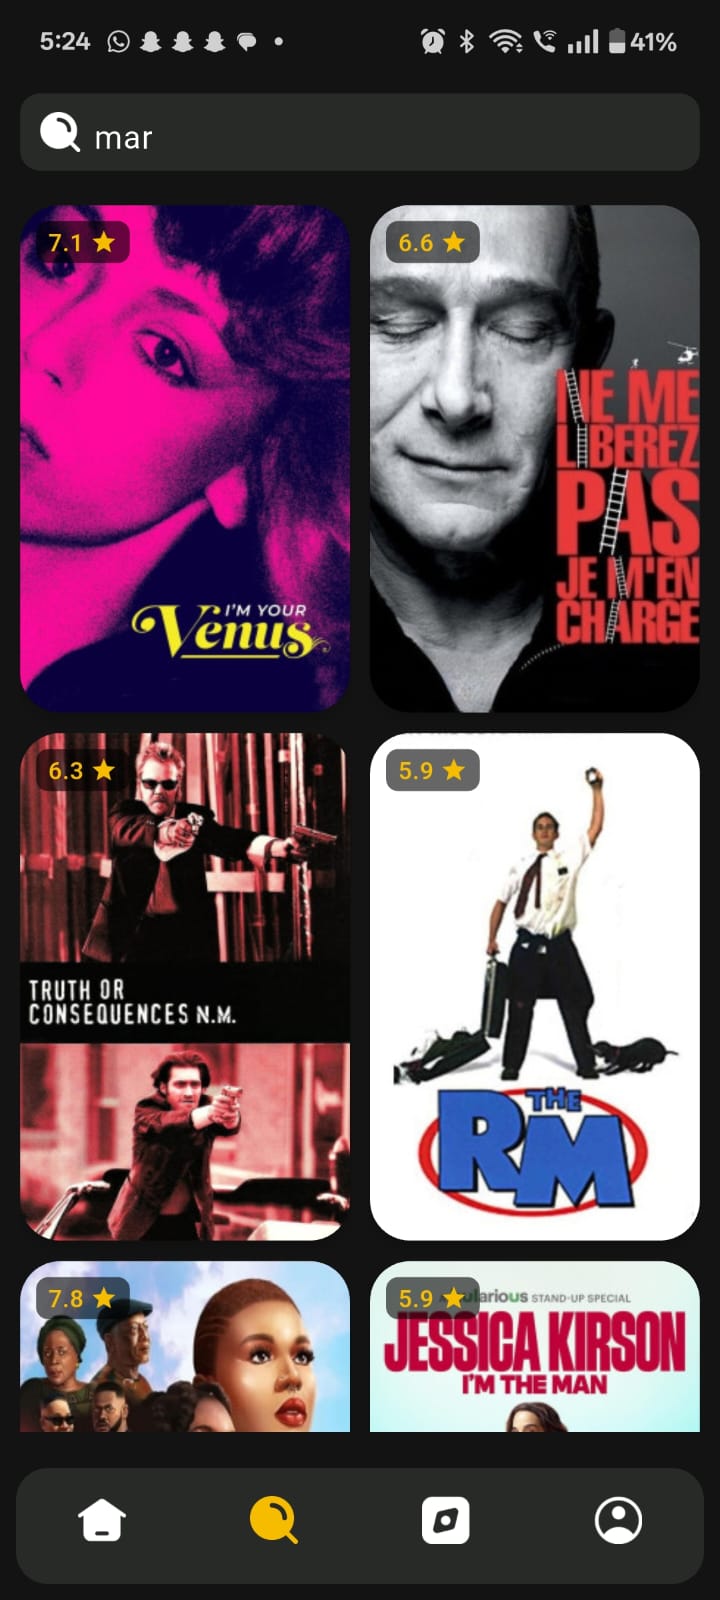 5:24
41%
mar
7.1
6.6
I'M YOUR
Venus
NE ME
LIBEREZ
PAS
JE M'EN
CHARGE
6.3
5.9
TRUTH OR
CONSEQUENCES N.M.
THE
RM
7.8
5.9
STAND-UP SPECIAL
JESSICA KIRSON
I'M THE MAN